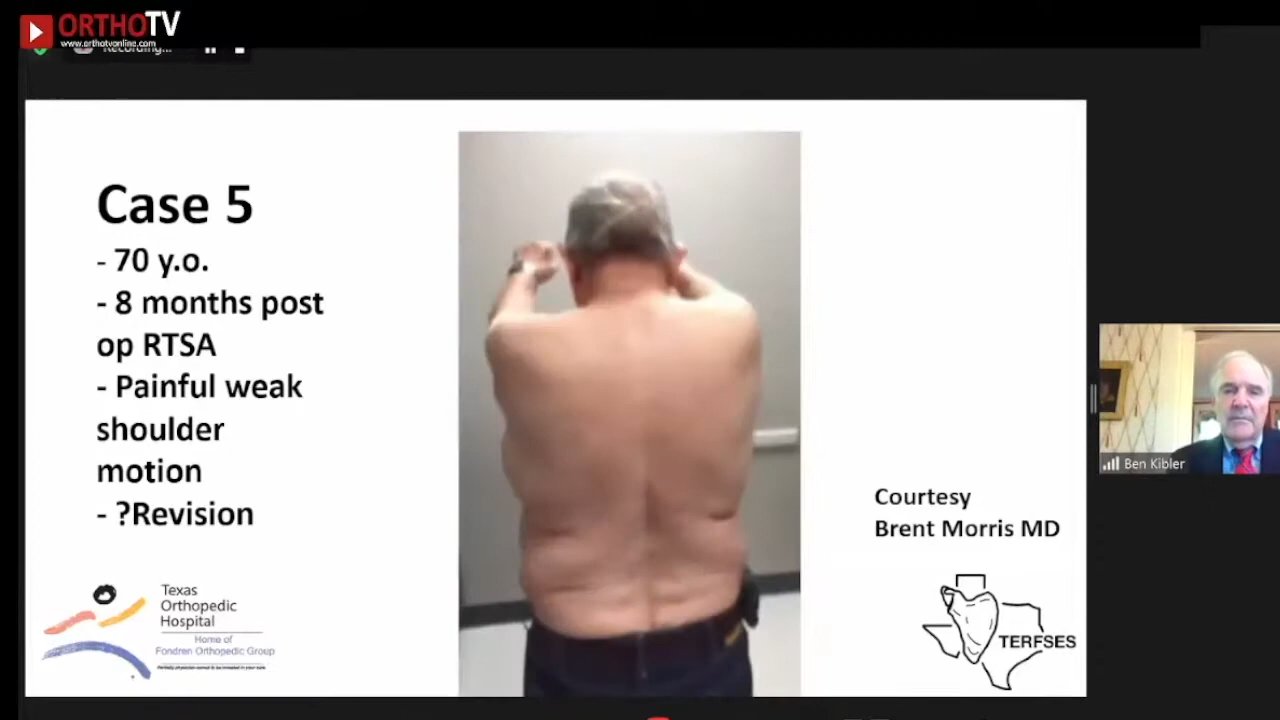 ORTHOTV
www.orthotvonline.com
Recording...
Case 5
- 70 y.o.
- 8 months post
op RTSA
- Painful weak
shoulder
motion
- ?Revision
Courtesy
Brent Morris MD
Texas
Orthopedic
Hospital
Home of
Fondren Orthopedic Group
TERFSES
Ben Kibler